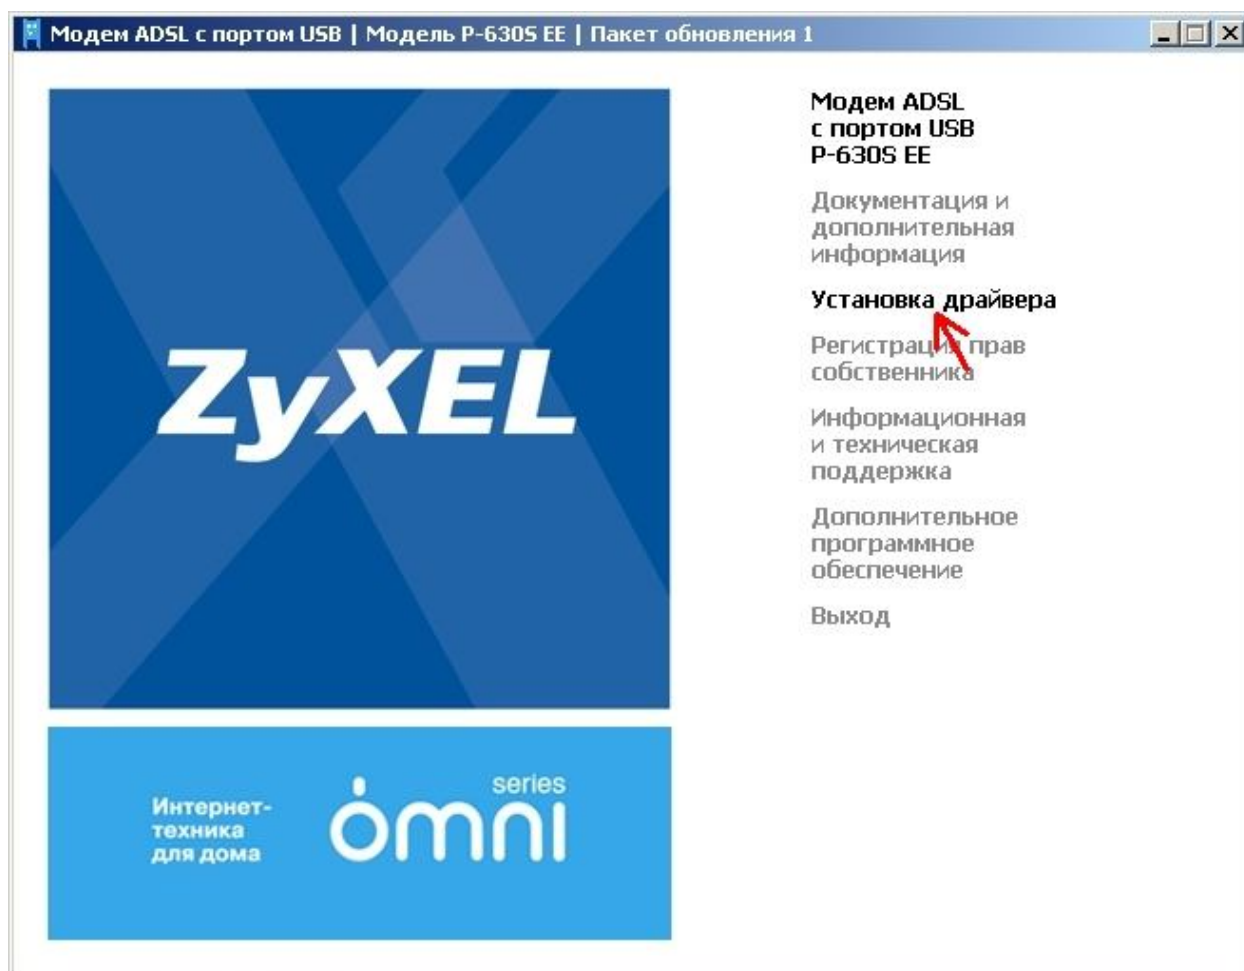 Модем ADSL с портом USB | Модель P-630S EE | Пакет обновления 1
Модем ADSL
с портом USB
P-630S EE
Документация и
дополнительная
информация
Установка драйвера
Регистрация прав
собственника
Информационная
и техническая
поддержка
Дополнительное
программное
обеспечение
Выход
ZyXEL
Интернет-
техника
для дома
series
omni